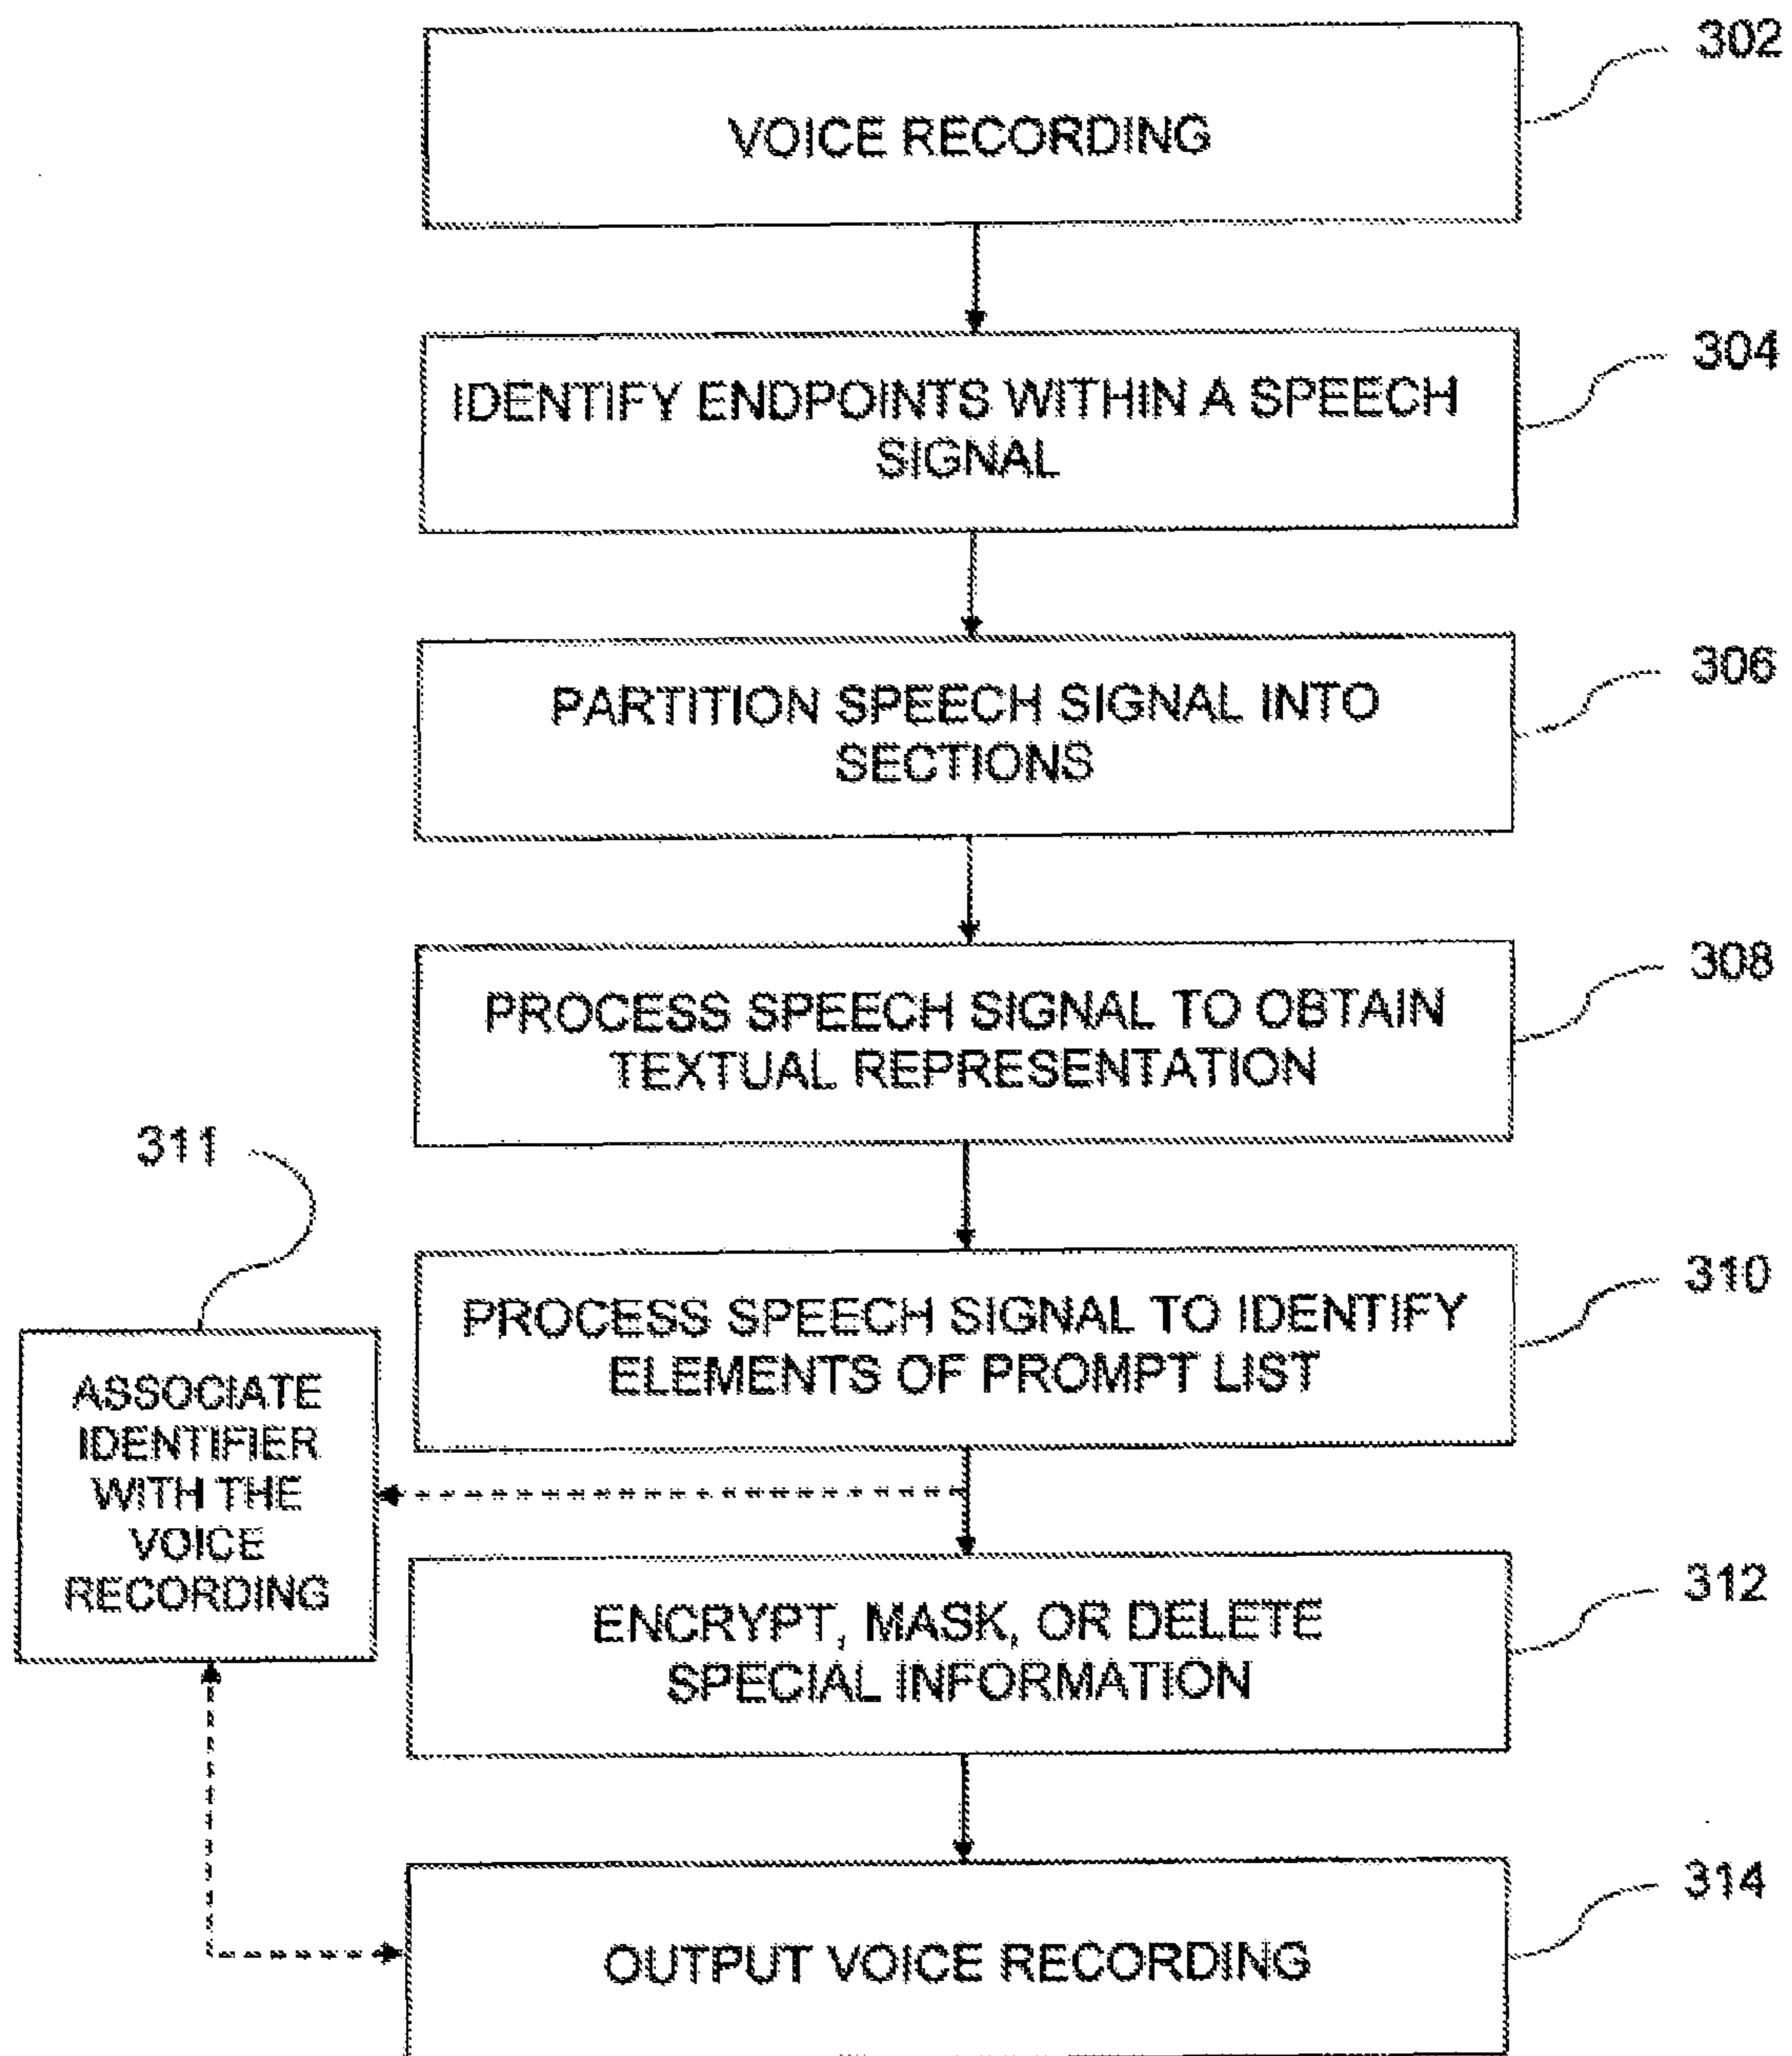 302
VOICE RECORDING
304
IDENTIFY ENDPOINTS WITHIN A SPEECH
SIGNAL
306
PARTITION SPEECH SIGNAL INTO
SECTIONS
308
PROCESS SPEECH SIGNAL TO OBTAIN
TEXTUAL REPRESENTATION
311
310
PROCESS SPEECH SIGNAL TO IDENTIFY
ELEMENTS OF PROMPT LIST
ASSOCIATE
IDENTIFIER
WITH THE
VOICE
RECORDING
312
ENCRYPT, MASK, OR DELETE
SPECIAL INFORMATION
314
OUTPUT VOICE RECORDING